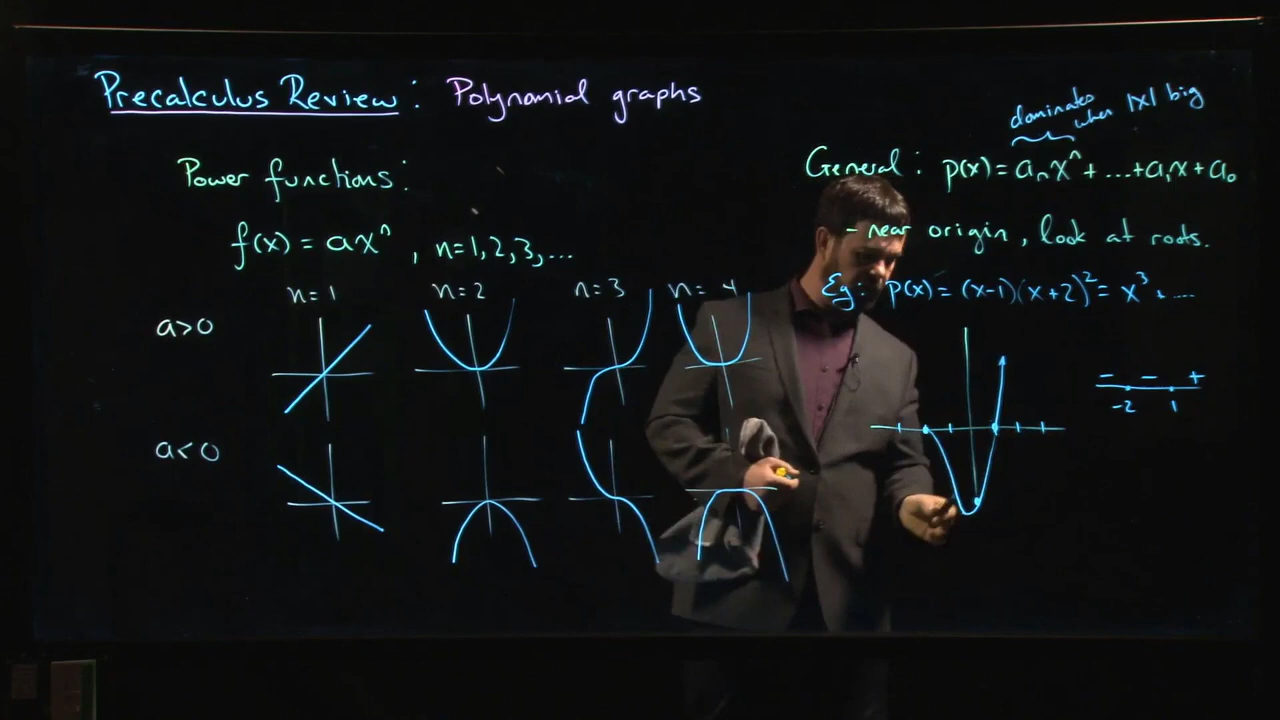 Precalculus Review: Polynomial graphs
Power functions:
f(x) = axⁿ, n=1,2,3,...
n=1 n=2 n=3 n=4
a>0
a<0
dominates when |x| big
General: p(x)= aₙxⁿ+...+a₁x+a₀
- near origin, look at roots.
Eg: p(x)= (x-1)(x+2)²= x³+....
- - +
-2 1